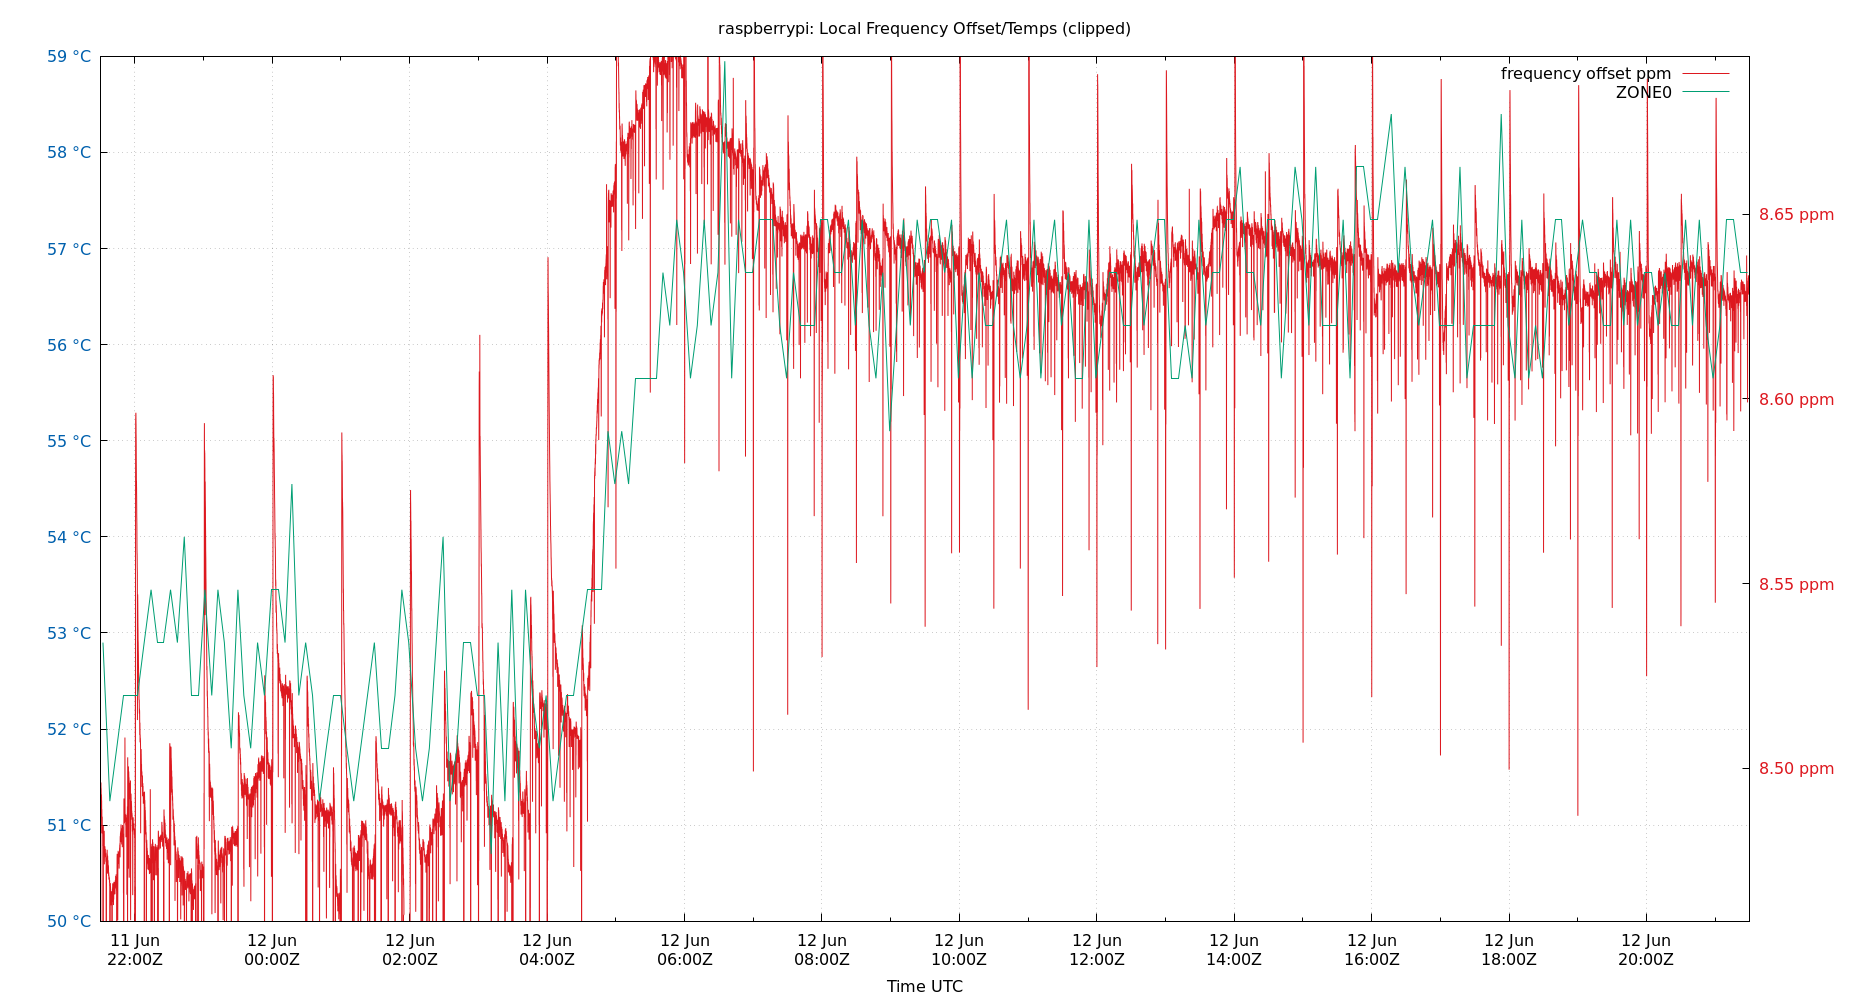 raspberrypi: Local Frequency Offset/Temps (clipped)
59 °C
58 °C
57 °C
56 °C
55 °C
54 °C
53 °C
52 °C
51 °C
50 °C
frequency offset ppm
ZONE0
8.65 ppm
8.60 ppm
8.55 ppm
8.50 ppm
11 Jun 12 Jun 12 Jun 12 Jun 12 Jun 12 Jun 12 Jun 12 Jun 12 Jun 12 Jun 12 Jun 12 Jun
22:00Z 00:00Z 02:00Z 04:00Z 06:00Z 08:00Z 10:00Z 12:00Z 14:00Z 16:00Z 18:00Z 20:00Z
Time UTC